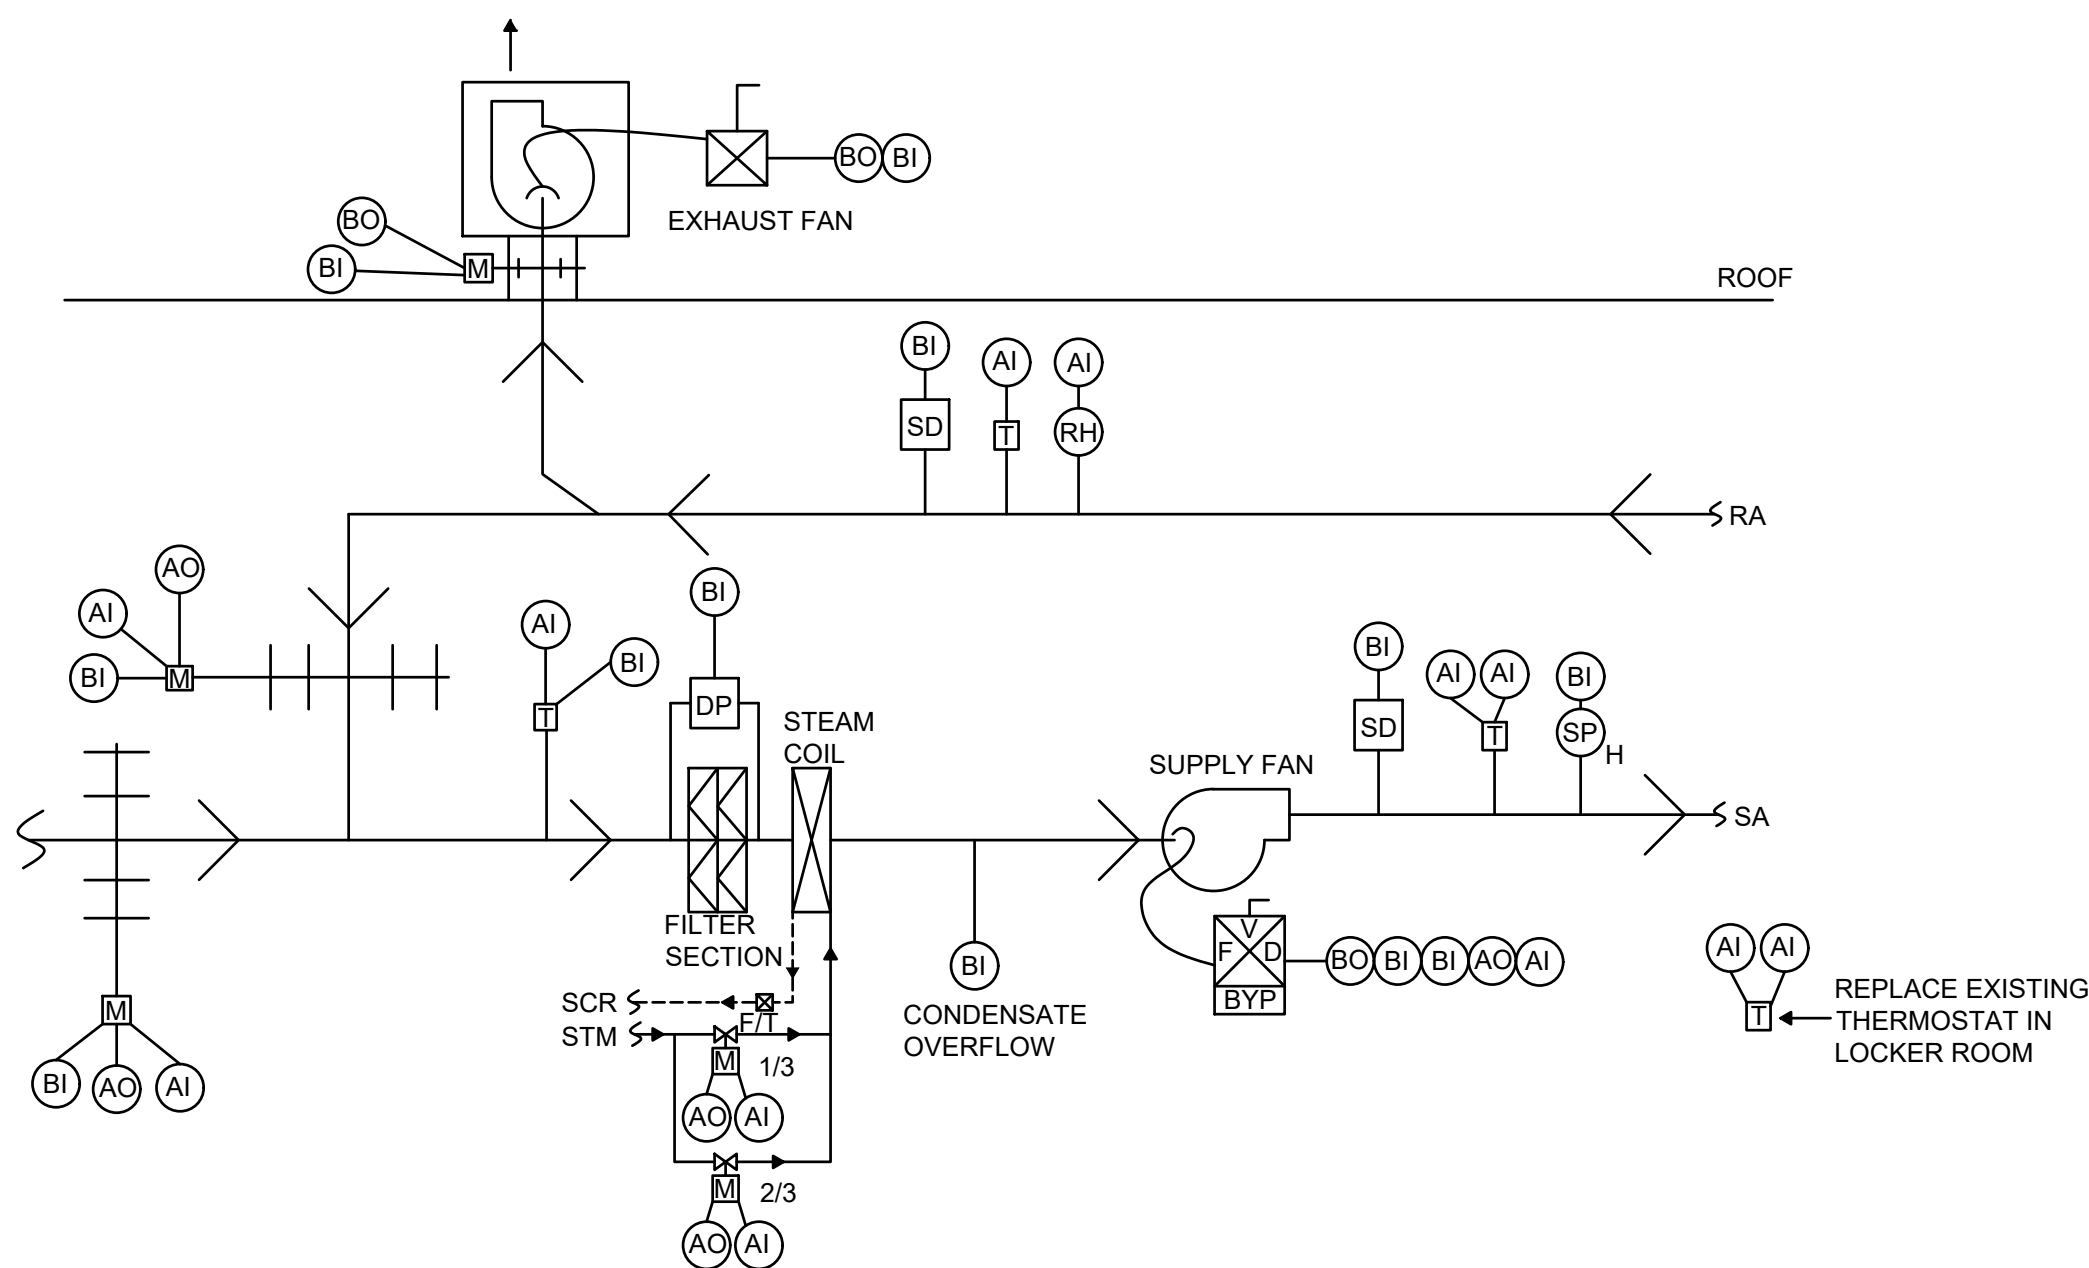 BO
BI
EXHAUST FAN
BO
BI
M
ROOF
BI
AI
AI
SD
T
RH
RA
AO
AI
BI
M
AI
BI
T
BI
DP
STEAM
COIL
BI
AI
AI
BI
SD
T
SP
H
SUPPLY FAN
SA
FILTER
SECTION
V
F
D
BYP
BO
BI
BI
AO
AI
BI
CONDENSATE
OVERFLOW
AI
AI
T
REPLACE EXISTING
THERMOSTAT IN
LOCKER ROOM
M
BI
AO
AI
SCR
F/T
STM
M
1/3
AO
AI
M
2/3
AO
AI